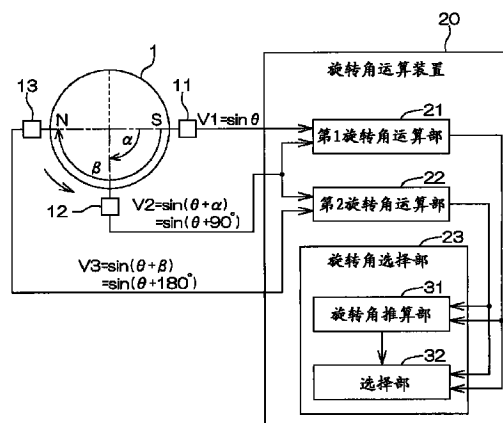 20
旋转角运算装置
1
13
11
N
S
V1=sinθ
α
β
21
第1旋转角运算部
12
V2=sin(θ+α)
=sin(θ+90°)
22
第2旋转角运算部
23
旋转角选择部
V3=sin(θ+β)
=sin(θ+180°)
31
旋转角推算部
32
选择部